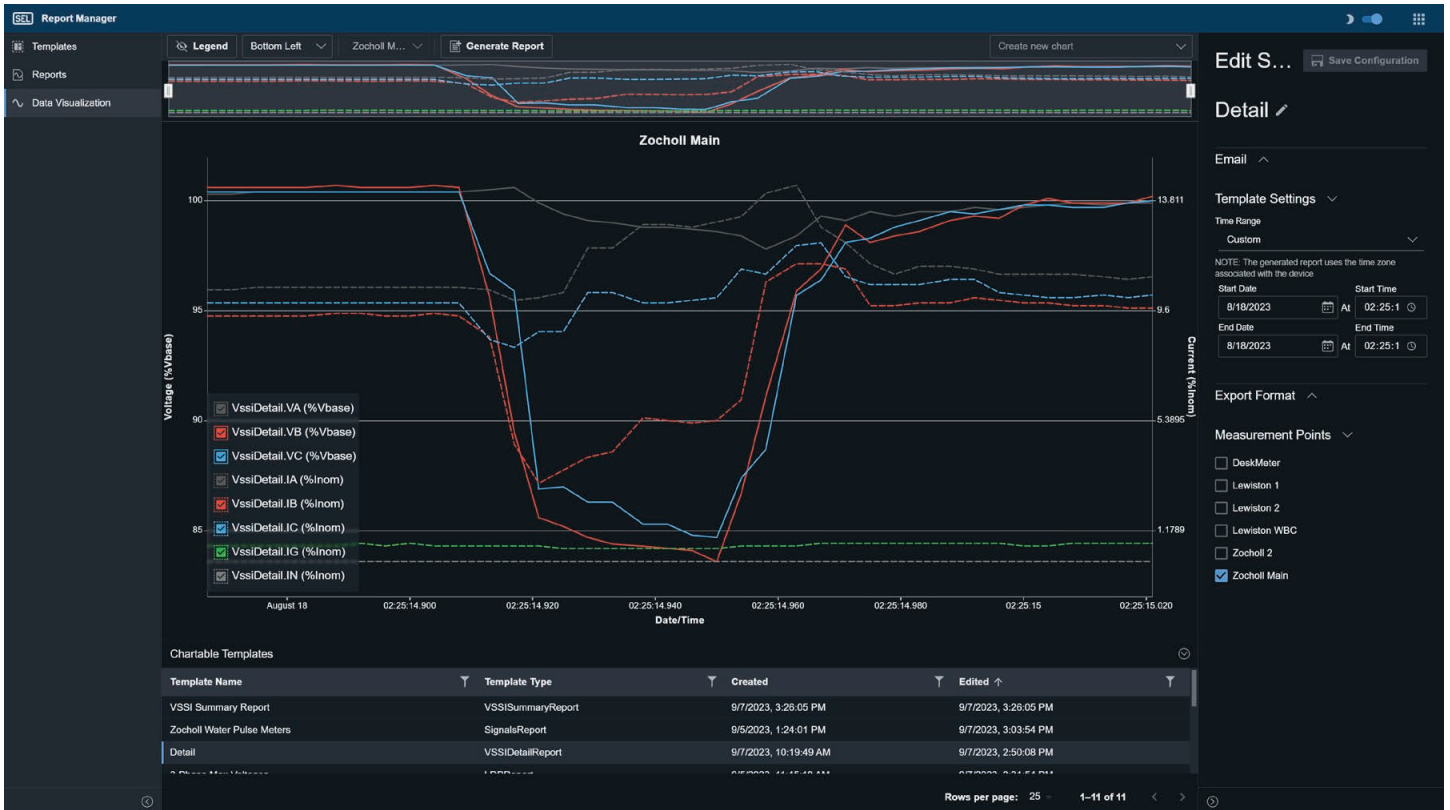 SEL Report Manager
Templates
Reports
Data Visualization
Legend Bottom Left Zocholl M... Generate Report Create new chart
Zocholl Main
Voltage (%Vbase)
100
95
90
85
13.811
9.6
5.3895
1.1789
Current (%Inom)
VssiDetail.VA (%Vbase)
VssiDetail.VB (%Vbase)
VssiDetail.VC (%Vbase)
VssiDetail.IA (%Inom)
VssiDetail.IB (%Inom)
VssiDetail.IC (%Inom)
VssiDetail.IG (%Inom)
VssiDetail.IN (%Inom)
August 18 02:25:14.900 02:25:14.920 02:25:14.940 02:25:14.960 02:25:14.980 02:25:15 02:25:15.020
Date/Time
Chartable Templates
Template Name Template Type Created Edited
VSSI Summary Report VSSISummaryReport 9/7/2023, 3:26:05 PM 9/7/2023, 3:26:05 PM
Zocholl Water Pulse Meters SignalsReport 9/5/2023, 1:24:01 PM 9/7/2023, 3:03:54 PM
Detail VSSIDetailReport 9/7/2023, 10:19:49 AM 9/7/2023, 2:50:08 PM
Rows per page: 25 1–11 of 11
Edit S... Save Configuration
Detail
Email
Template Settings
Time Range
Custom
NOTE: The generated report uses the time zone
associated with the device
Start Date Start Time
8/18/2023 At 02:25:1
End Date End Time
8/18/2023 At 02:25:1
Export Format
Measurement Points
DeskMeter
Lewiston 1
Lewiston 2
Lewiston WBC
Zocholl 2
Zocholl Main